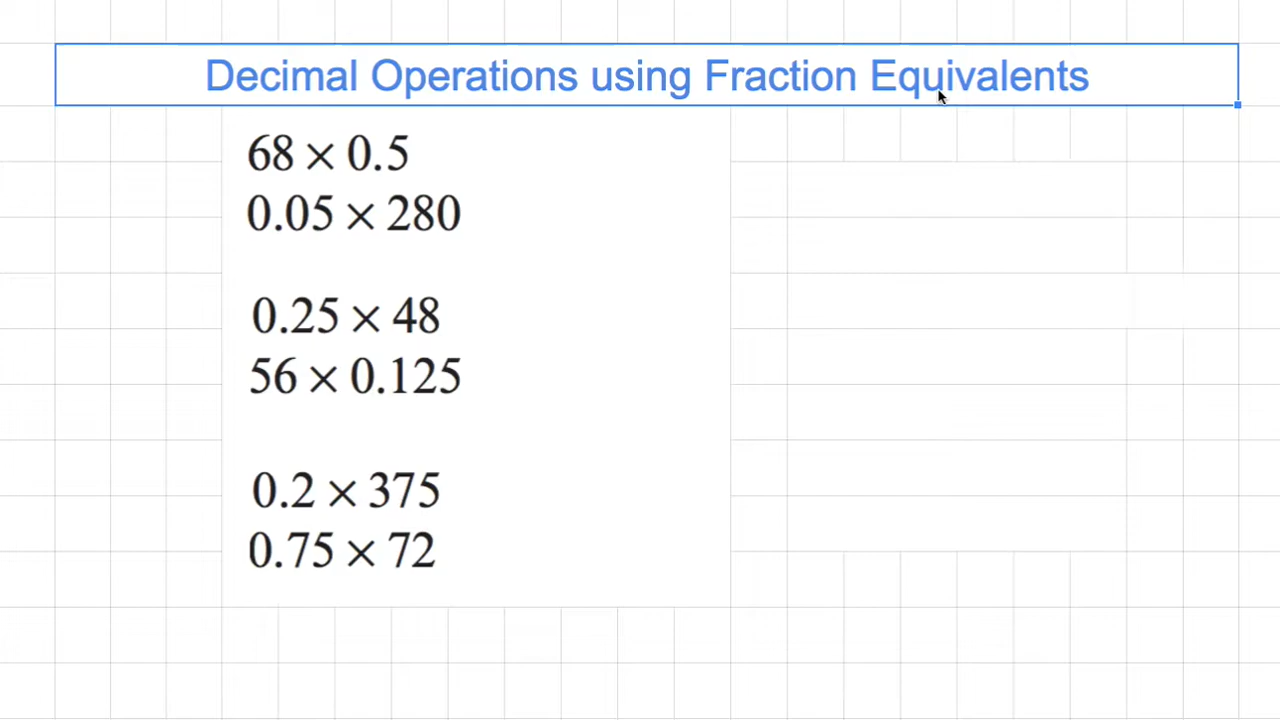 Decimal Operations using Fraction Equivalents
68 × 0.5
0.05 × 280
0.25 × 48
56 × 0.125
0.2 × 375
0.75 × 72